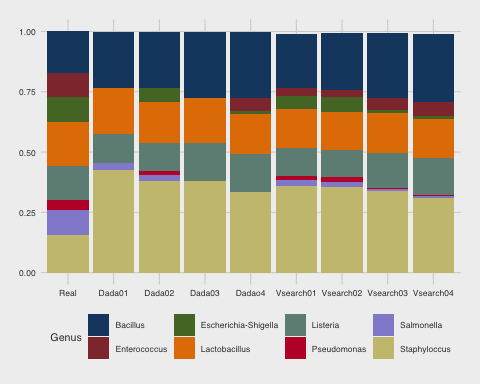 1.00
0.75
0.50
0.25
0.00
Real Dada01 Dada02 Dada03 Dadao4 Vsearch01 Vsearch02 Vsearch03 Vsearch04
Genus
Bacillus Escherichia-Shigella Listeria Salmonella
Enterococcus Lactobacillus Pseudomonas Staphyloccus